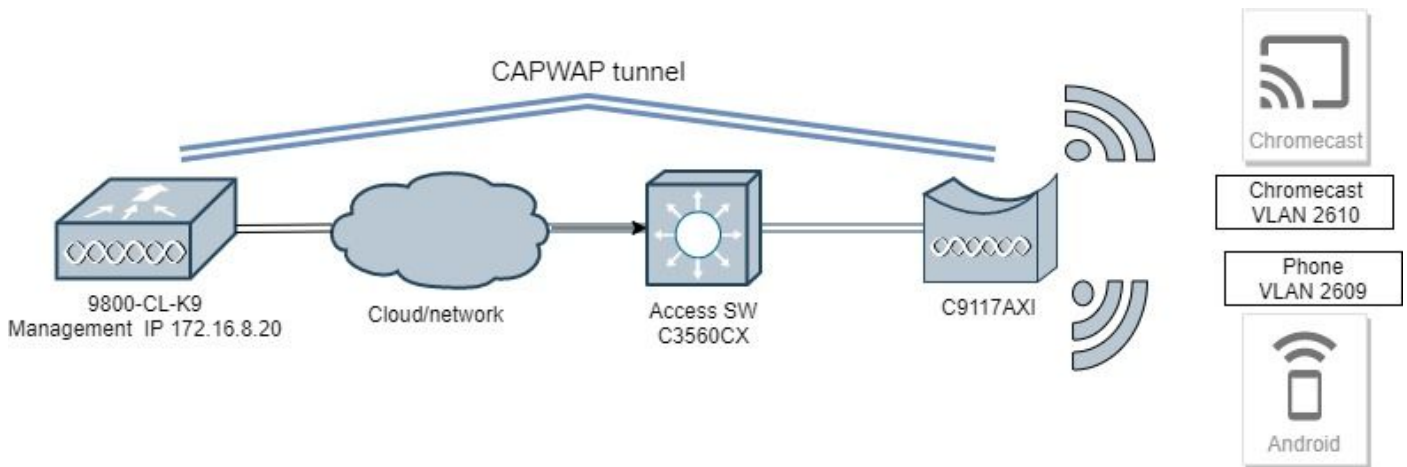 CAPWAP tunnel
9800-CL-K9
Management IP 172.16.8.20
Cloud/network
Access SW
C3560CX
C9117AXI
Chromecast
Chromecast
VLAN 2610
Phone
VLAN 2609
Android